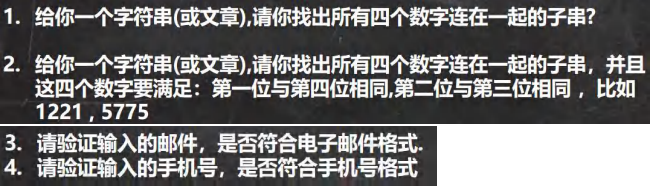 1. 给你一个字符串(或文章),请你找出所有四个数字连在一起的子串?
2. 给你一个字符串(或文章),请你找出所有四个数字连在一起的子串，并且
这四个数字要满足：第一位与第四位相同,第二位与第三位相同 ，比如
1221 , 5775
3. 请验证输入的邮件，是否符合电子邮件格式.
4. 请验证输入的手机号，是否符合手机号格式